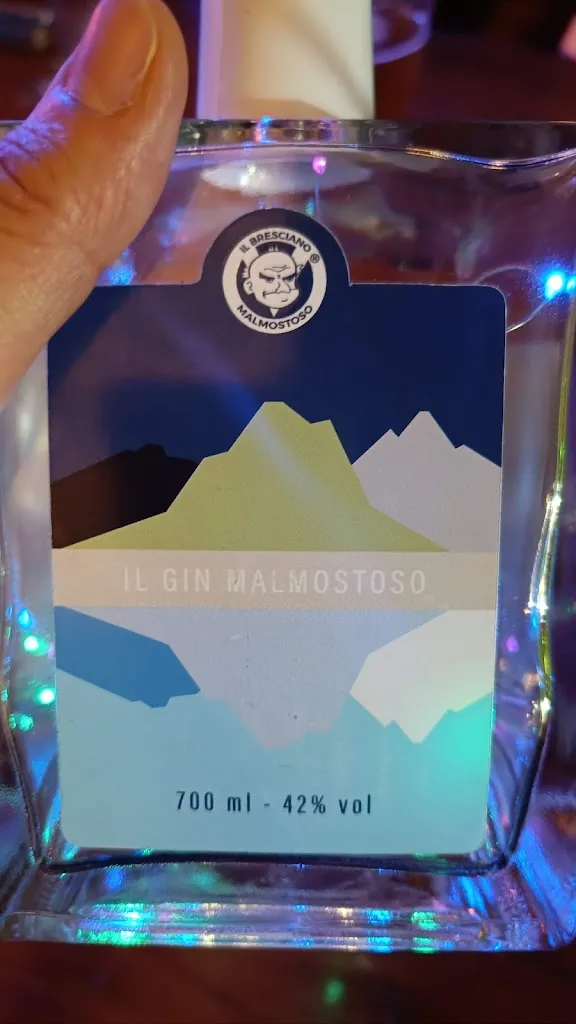 IL BRESCIANO ®
MALMOSTOSO
IL GIN MALMOSTOSO
700 ml - 42% vol